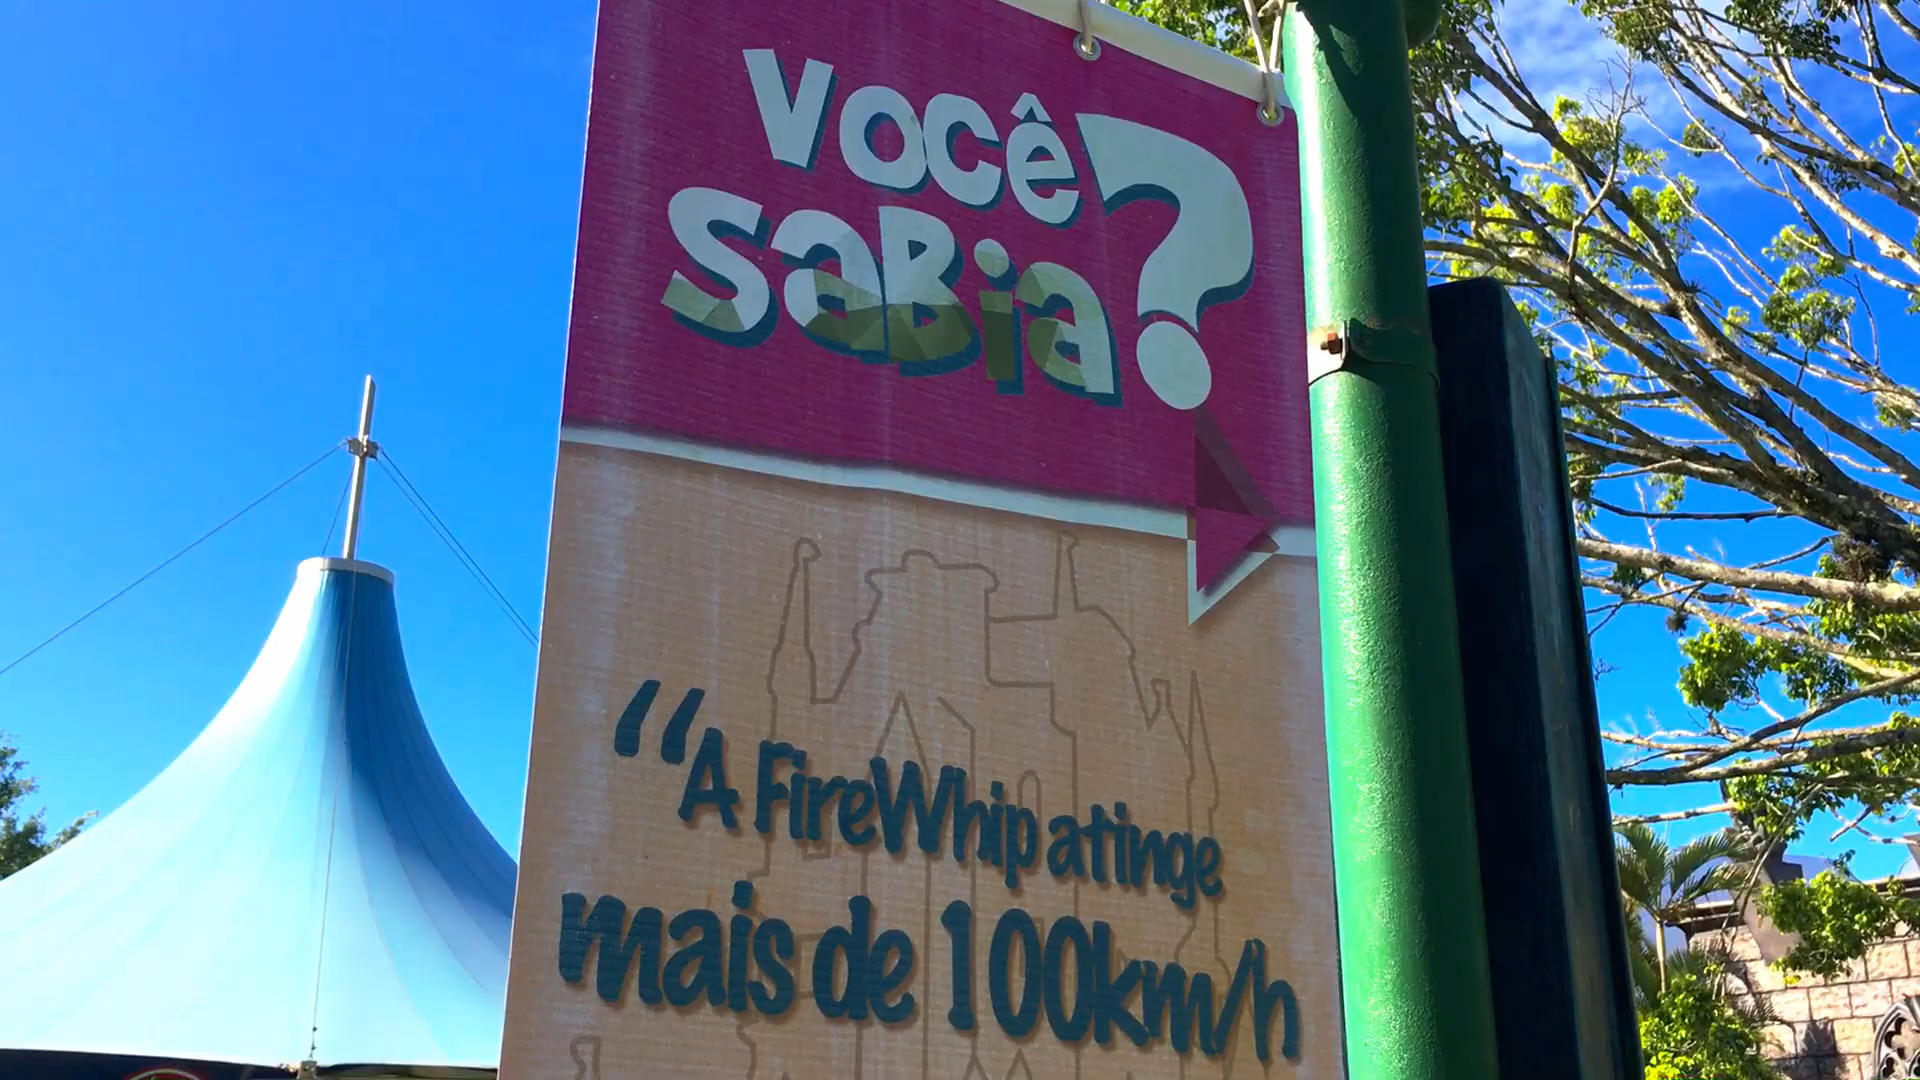 VOCÊ
SABIA?
“A FireWhip atinge
mais de 100km/h